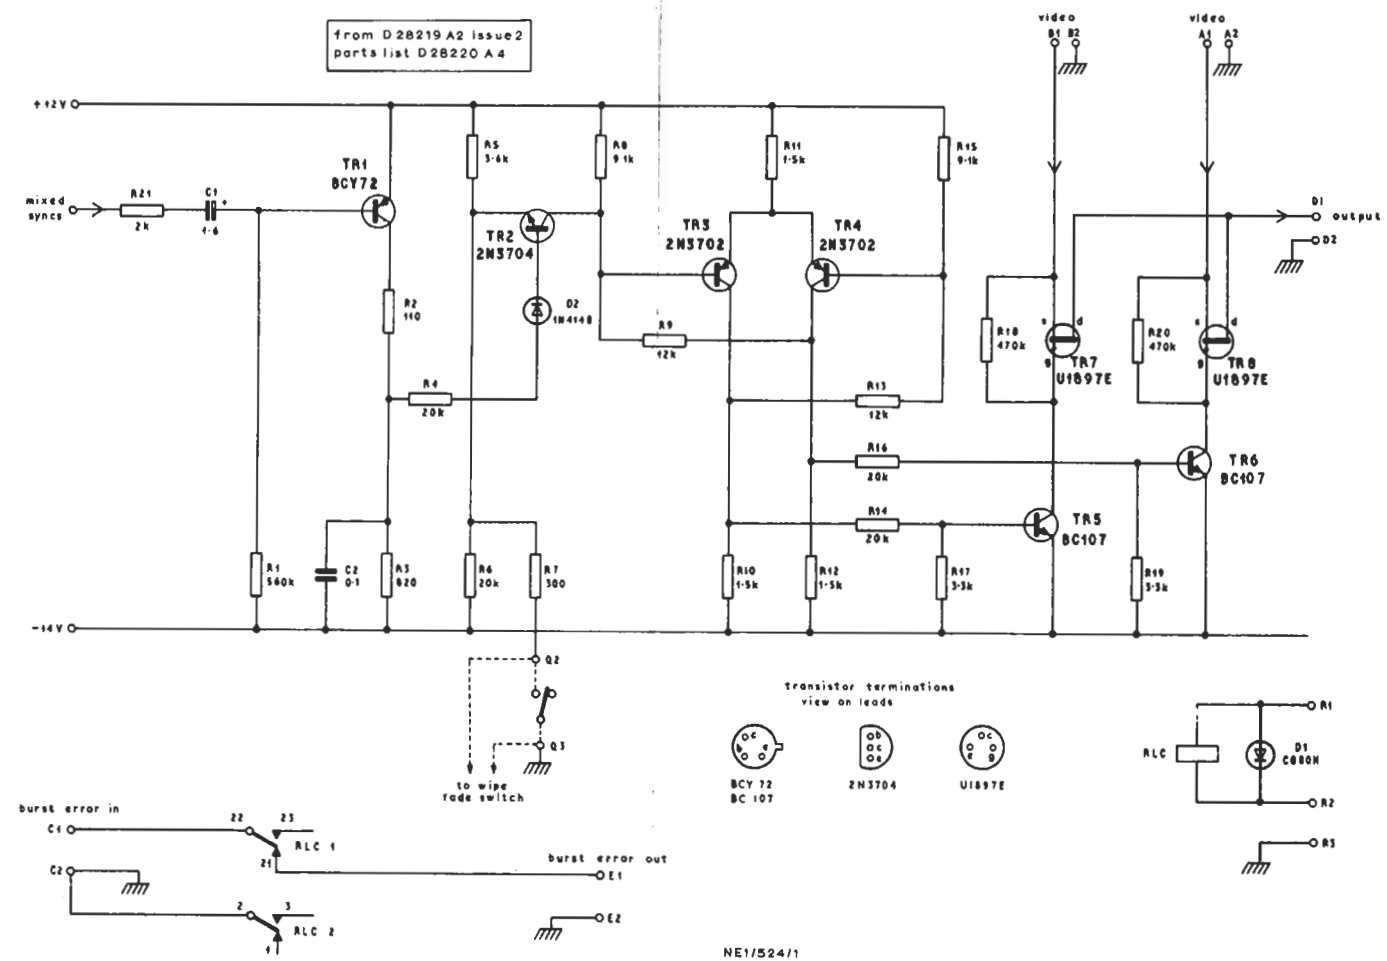 from D28219 A2 issue 2
parts list D28220 A4
video
B1 B2
video
A1 A2
+12V
mixed
syncs
R21
2k
C1
+
1·6
TR1
BCY72
R5
3·6k
R8
9·1k
R11
1·5k
R15
9·1k
TR2
2N3704
TR3
2N3702
TR4
2N3702
D1
output
D2
R2
110
D2
1N4148
R9
12k
R18
470k
s d
g
TR7
U1897E
R20
470k
s d
g
TR8
U1897E
R4
20k
R13
12k
R16
20k
TR6
BC107
R14
20k
TR5
BC107
R1
560k
C2
0·1
R3
820
R6
20k
R7
300
R10
1·5k
R12
1·5k
R17
3·3k
R19
3·3k
-14V
Q2
Q3
to wipe
fade switch
transistor terminations
view on leads
c
b e
BCY 72
BC 107
b
c
e
2N3704
c
g
U1897E
R1
RLC
D1
R2
R3
burst error in
C1
22 23
RLC 1
21
burst error out
E1
C2
2 3
RLC 2
1
E2
NE1/524/1